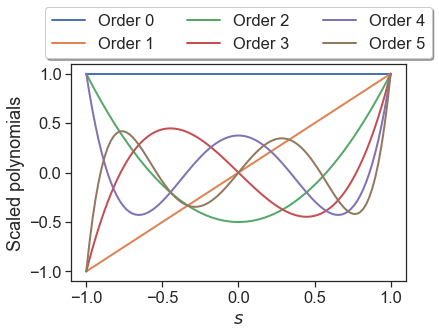 Order 0 Order 2 Order 4
Order 1 Order 3 Order 5
Scaled polynomials
1.0
0.5
0.0
−0.5
−1.0
−1.0 −0.5 0.0 0.5 1.0
s